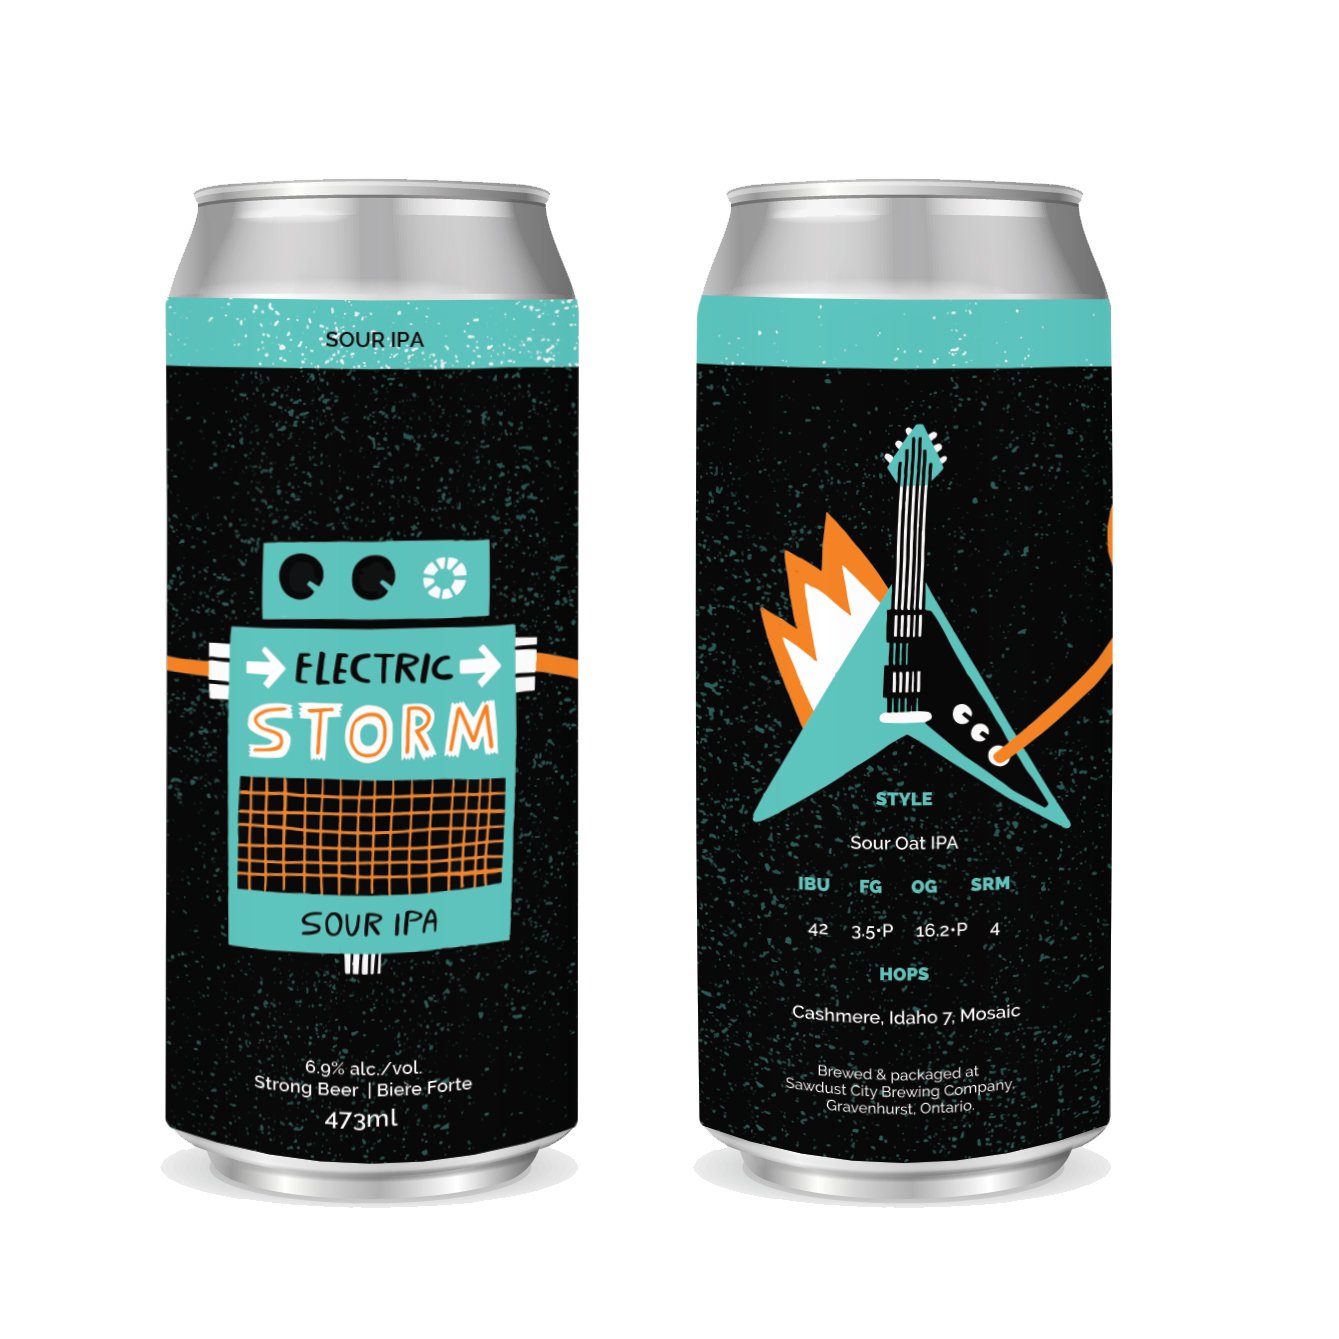 SOUR IPA
ELECTRIC
STORM
SOUR IPA
6.9% alc./vol.
Strong Beer | Biere Forte
473ml
STYLE
Sour Oat IPA
IBU FG OG SRM
42 3.5•P 16.2•P 4
HOPS
Cashmere, Idaho 7, Mosaic
Brewed & packaged at
Sawdust City Brewing Company,
Gravenhurst, Ontario.